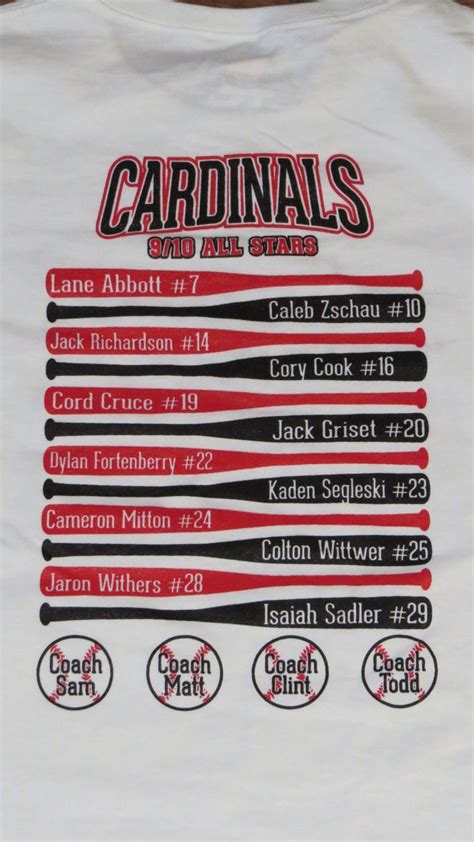 CARDINALS
9/10 ALL STARS
Lane Abbott #7
Caleb Zschau #10
Jack Richardson #14
Cory Cook #16
Cord Cruce #19
Jack Griset #20
Dylan Fortenberry #22
Kaden Segleski #23
Cameron Mitton #24
Colton Wittwer #25
Jaron Withers #28
Isaiah Sadler #29
Coach
Sam
Coach
Matt
Coach
Clint
Coach
Todd